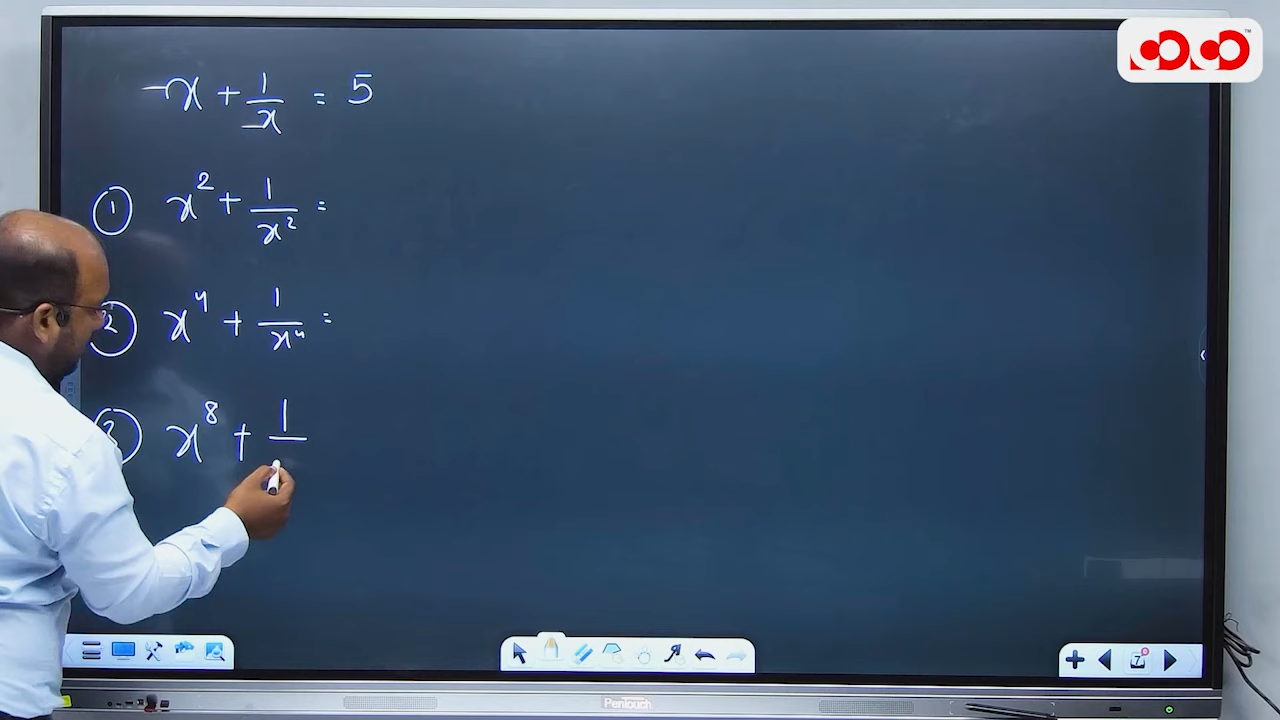 x + 1/x = 5
① x² + 1/x² =
② x⁴ + 1/x⁴ =
③ x⁸ + 1/
Pentouch